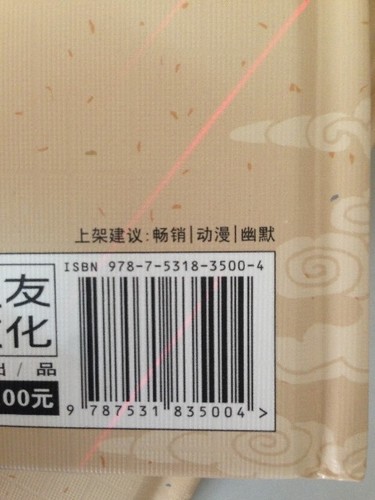 上架建议:畅销|动漫|幽默
ISBN 978-7-5318-3500-4
友
化
出/品
00元
9 787531 835004 >